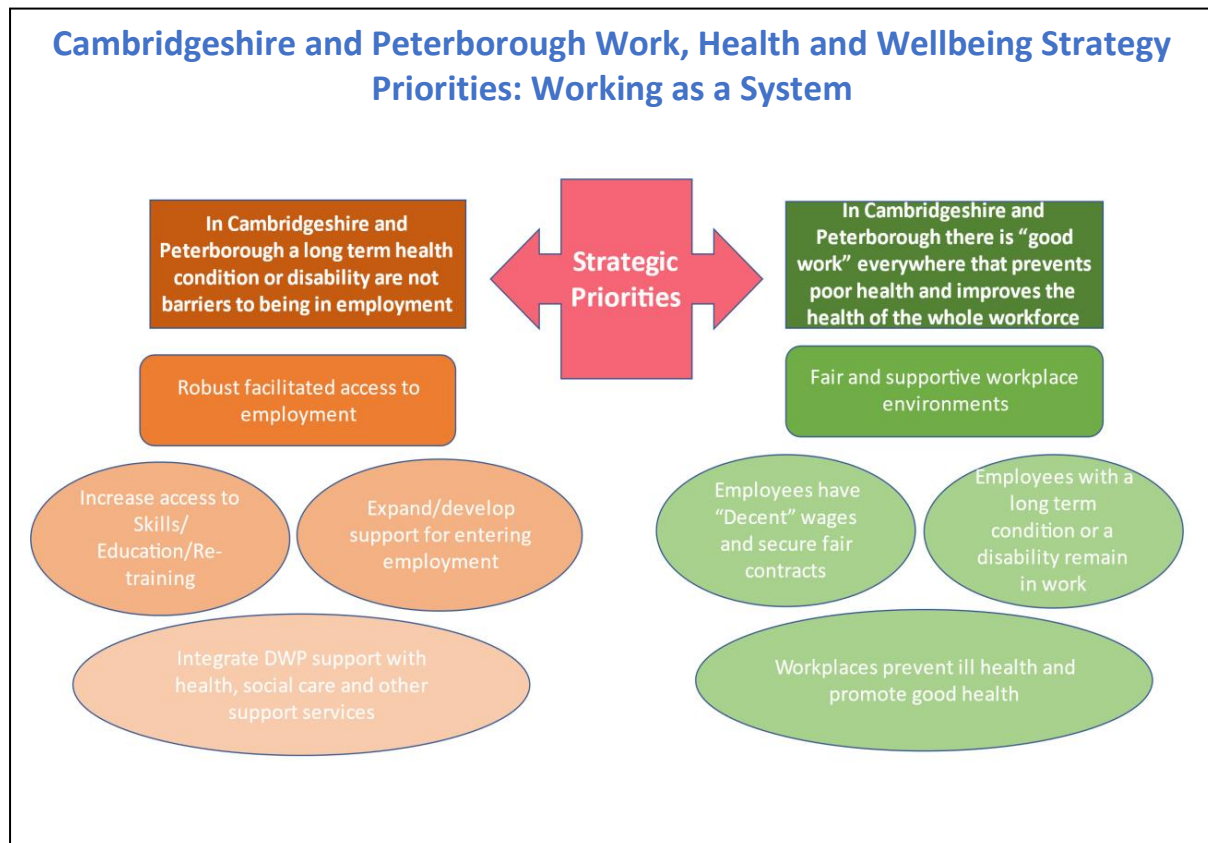 Cambridgeshire and Peterborough Work, Health and Wellbeing Strategy
Priorities: Working as a System
In Cambridgeshire and
Peterborough a long term health
condition or disability are not
barriers to being in employment
Strategic
Priorities
In Cambridgeshire and
Peterborough there is “good
work” everywhere that prevents
poor health and improves the
health of the whole workforce
Robust facilitated access to
employment
Fair and supportive workplace
environments
Increase access to
Skills/
Education/Re-
training
Expand/develop
support for entering
employment
Employees have
“Decent” wages
and secure fair
contracts
Employees with a
long term
condition or a
disability remain
in work
Integrate DWP support with
health, social care and other
support services
Workplaces prevent ill health and
promote good health